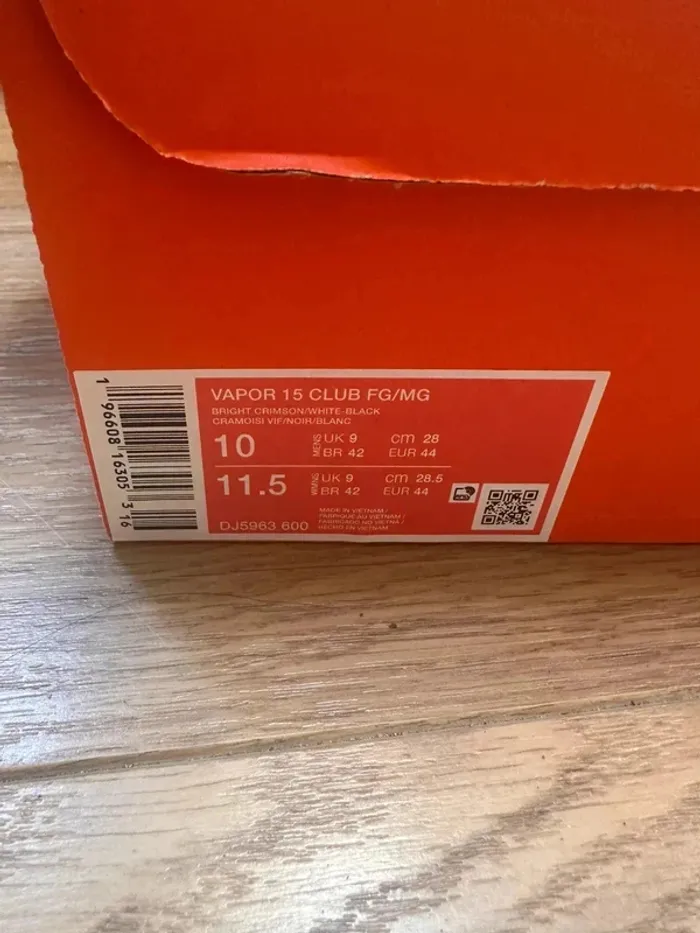 VAPOR 15 CLUB FG/MG
BRIGHT CRIMSON/WHITE-BLACK
CRAMOISI VIF/NOIR/BLANC
10 MENS UK 9 cm 28
BR 42 EUR 44
11.5 WMNS UK 9 cm 28.5
BR 42 EUR 44
MADE IN VIETNAM /
FABRIQUE AU VIETNAM /
FABRICADO NO VIETNA /
HECHO EN VIETNAM
DJ5963 600
1 96608 16305 3 16